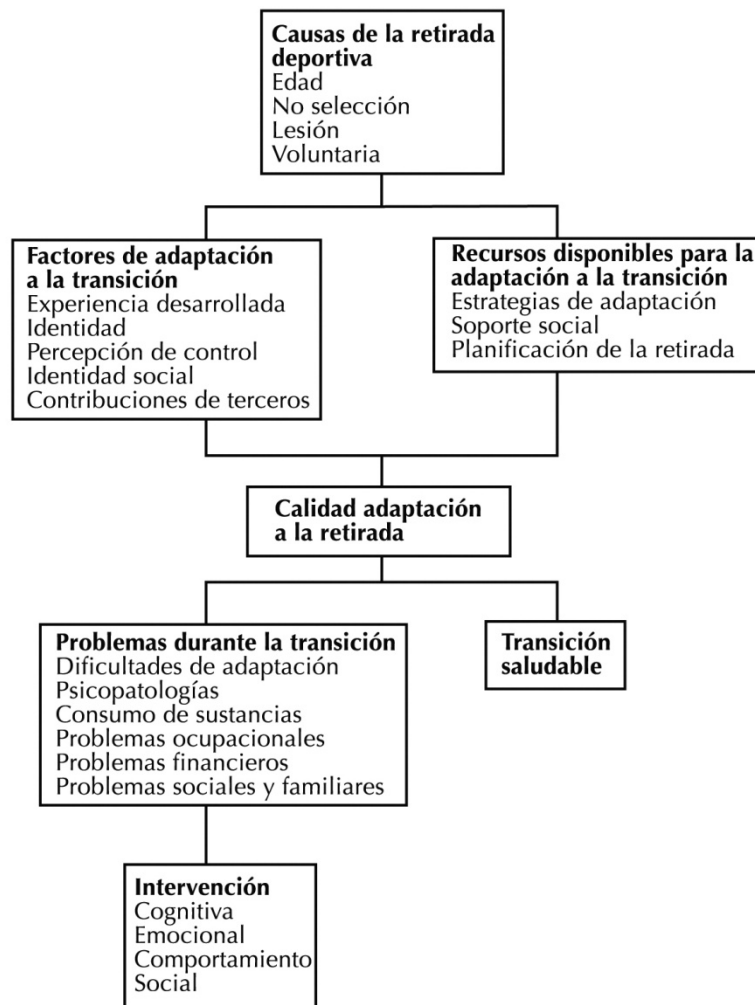 Causas de la retirada
deportiva
Edad
No selección
Lesión
Voluntaria
Factores de adaptación
a la transición
Experiencia desarrollada
Identidad
Percepción de control
Identidad social
Contribuciones de terceros
Recursos disponibles para la
adaptación a la transición
Estrategias de adaptación
Soporte social
Planificación de la retirada
Calidad adaptación
a la retirada
Problemas durante la transición
Dificultades de adaptación
Psicopatologías
Consumo de sustancias
Problemas ocupacionales
Problemas financieros
Problemas sociales y familiares
Transición
saludable
Intervención
Cognitiva
Emocional
Comportamiento
Social